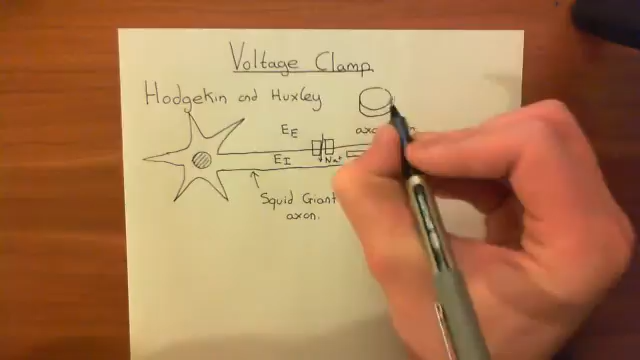 Voltage Clamp
Hodgekin and Huxley
EE
EI
Na+
Squid Giant
axon.